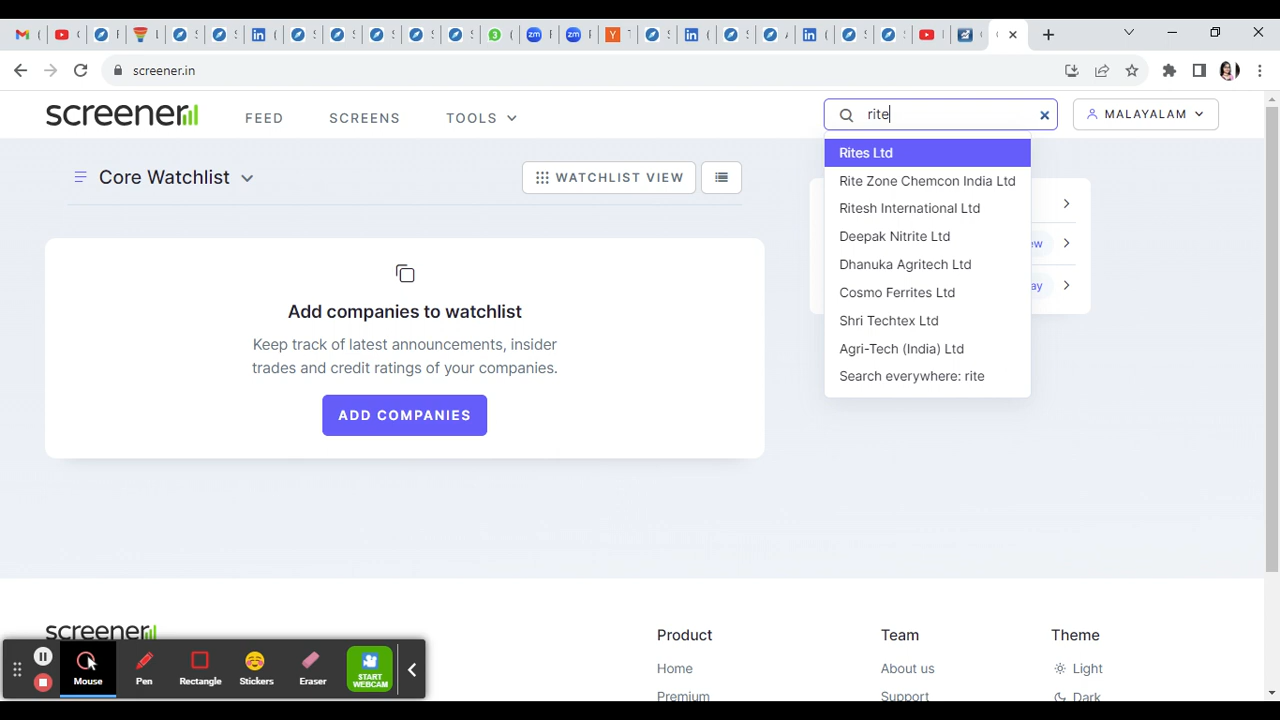 screener.in
screener
FEED
SCREENS
TOOLS
rite
MALAYALAM
Rites Ltd
Rite Zone Chemcon India Ltd
Ritesh International Ltd
Deepak Nitrite Ltd
Dhanuka Agritech Ltd
Cosmo Ferrites Ltd
Shri Techtex Ltd
Agri-Tech (India) Ltd
Search everywhere: rite
Core Watchlist
WATCHLIST VIEW
Add companies to watchlist
Keep track of latest announcements, insider
trades and credit ratings of your companies.
ADD COMPANIES
screener
Product
Home
Premium
Team
About us
Support
Theme
Light
Dark
Mouse
Pen
Rectangle
Stickers
Eraser
START
WEBCAM